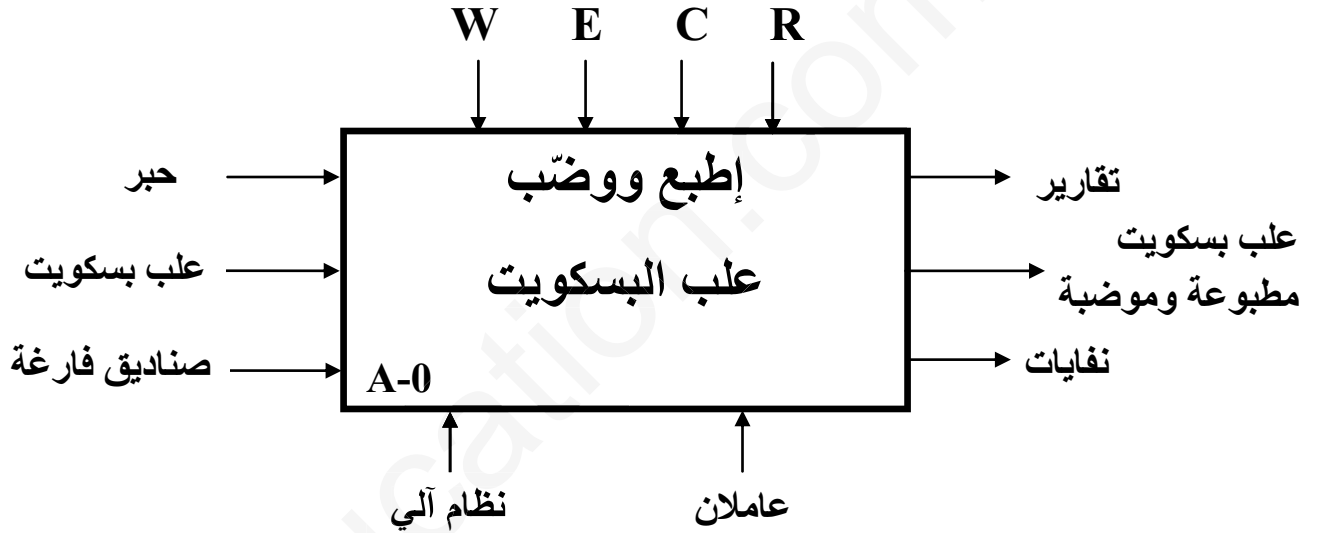 W E C R
إطبع ووضّب
علب البسكويت
A-0
حبر
علب بسكويت
صناديق فارغة
تقارير
علب بسكويت
مطبوعة وموضبة
نفايات
نظام آلي
عاملان